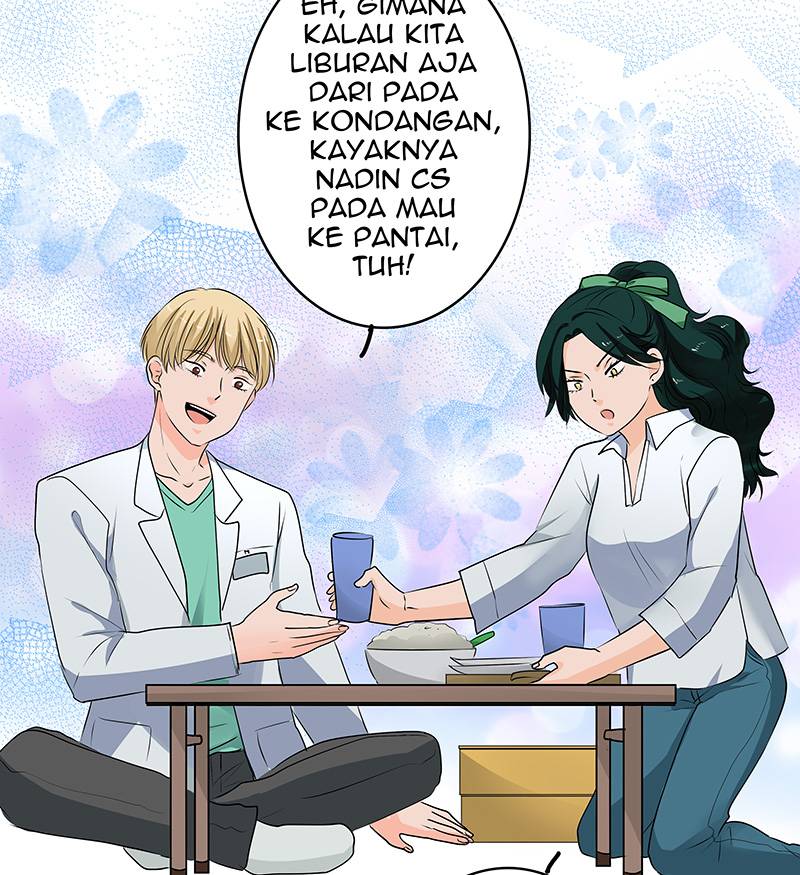 EH, GIMANA
KALAU KITA
LIBURAN AJA
DARI PADA
KE KONDANGAN,
KAYAKNYA
NADIN CS
PADA MAU
KE PANTAI,
TUH!